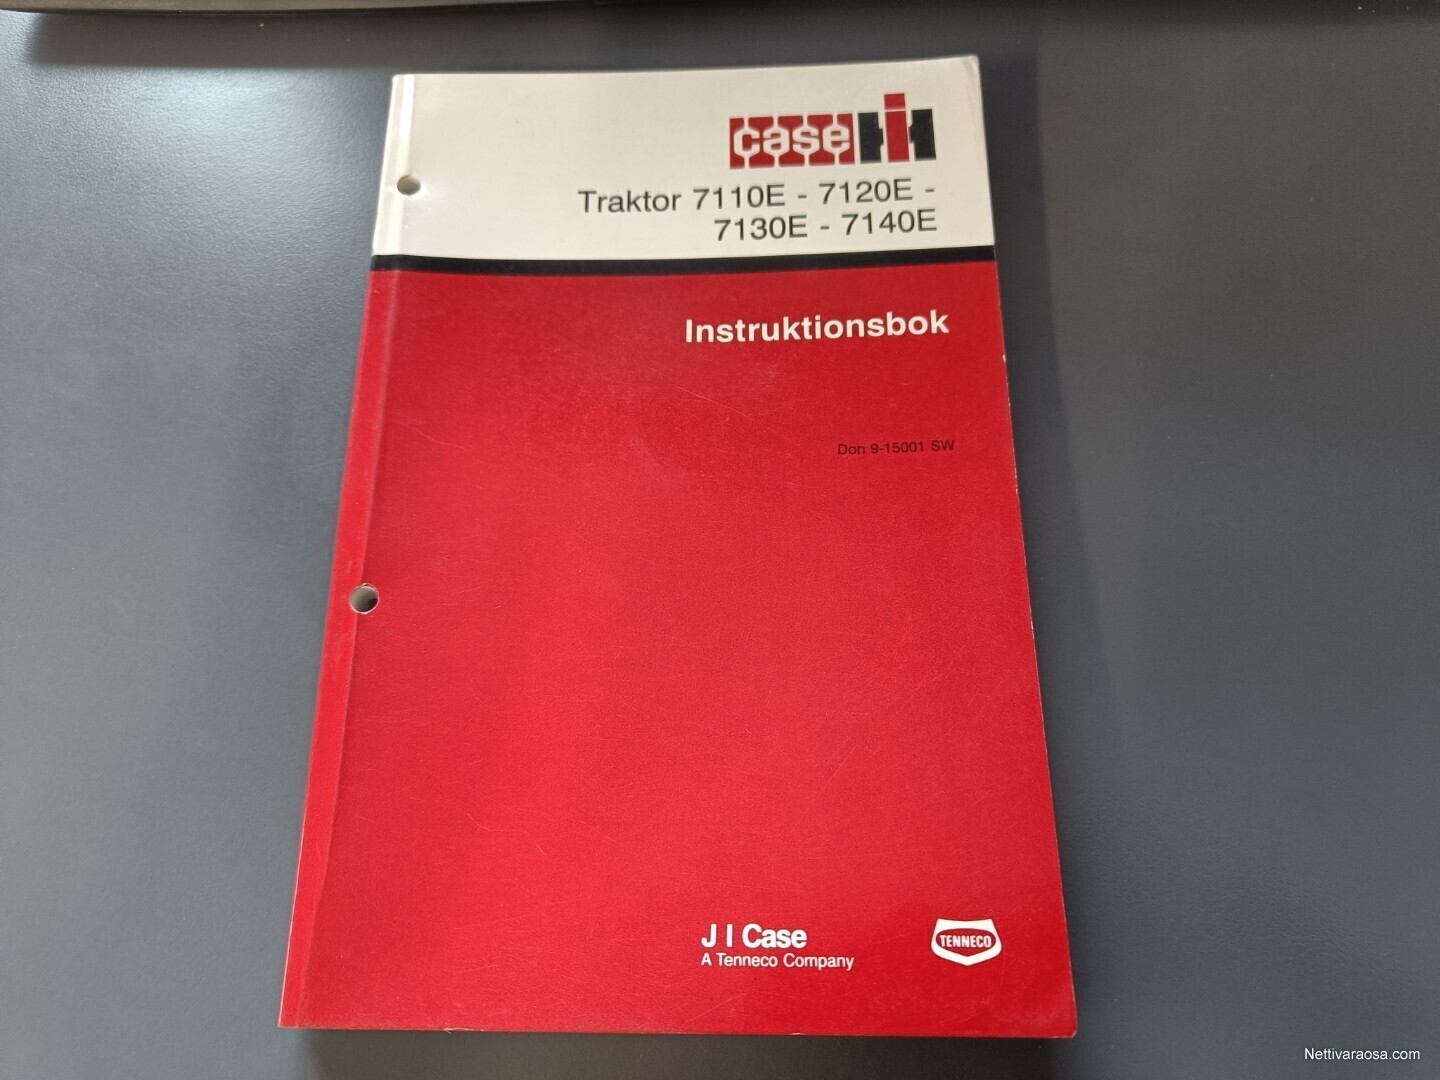 case IH
Traktor 7110E - 7120E -
7130E - 7140E
Instruktionsbok
Don 9-15001 SW
J I Case
A Tenneco Company
TENNECO
Nettivaraosa.com